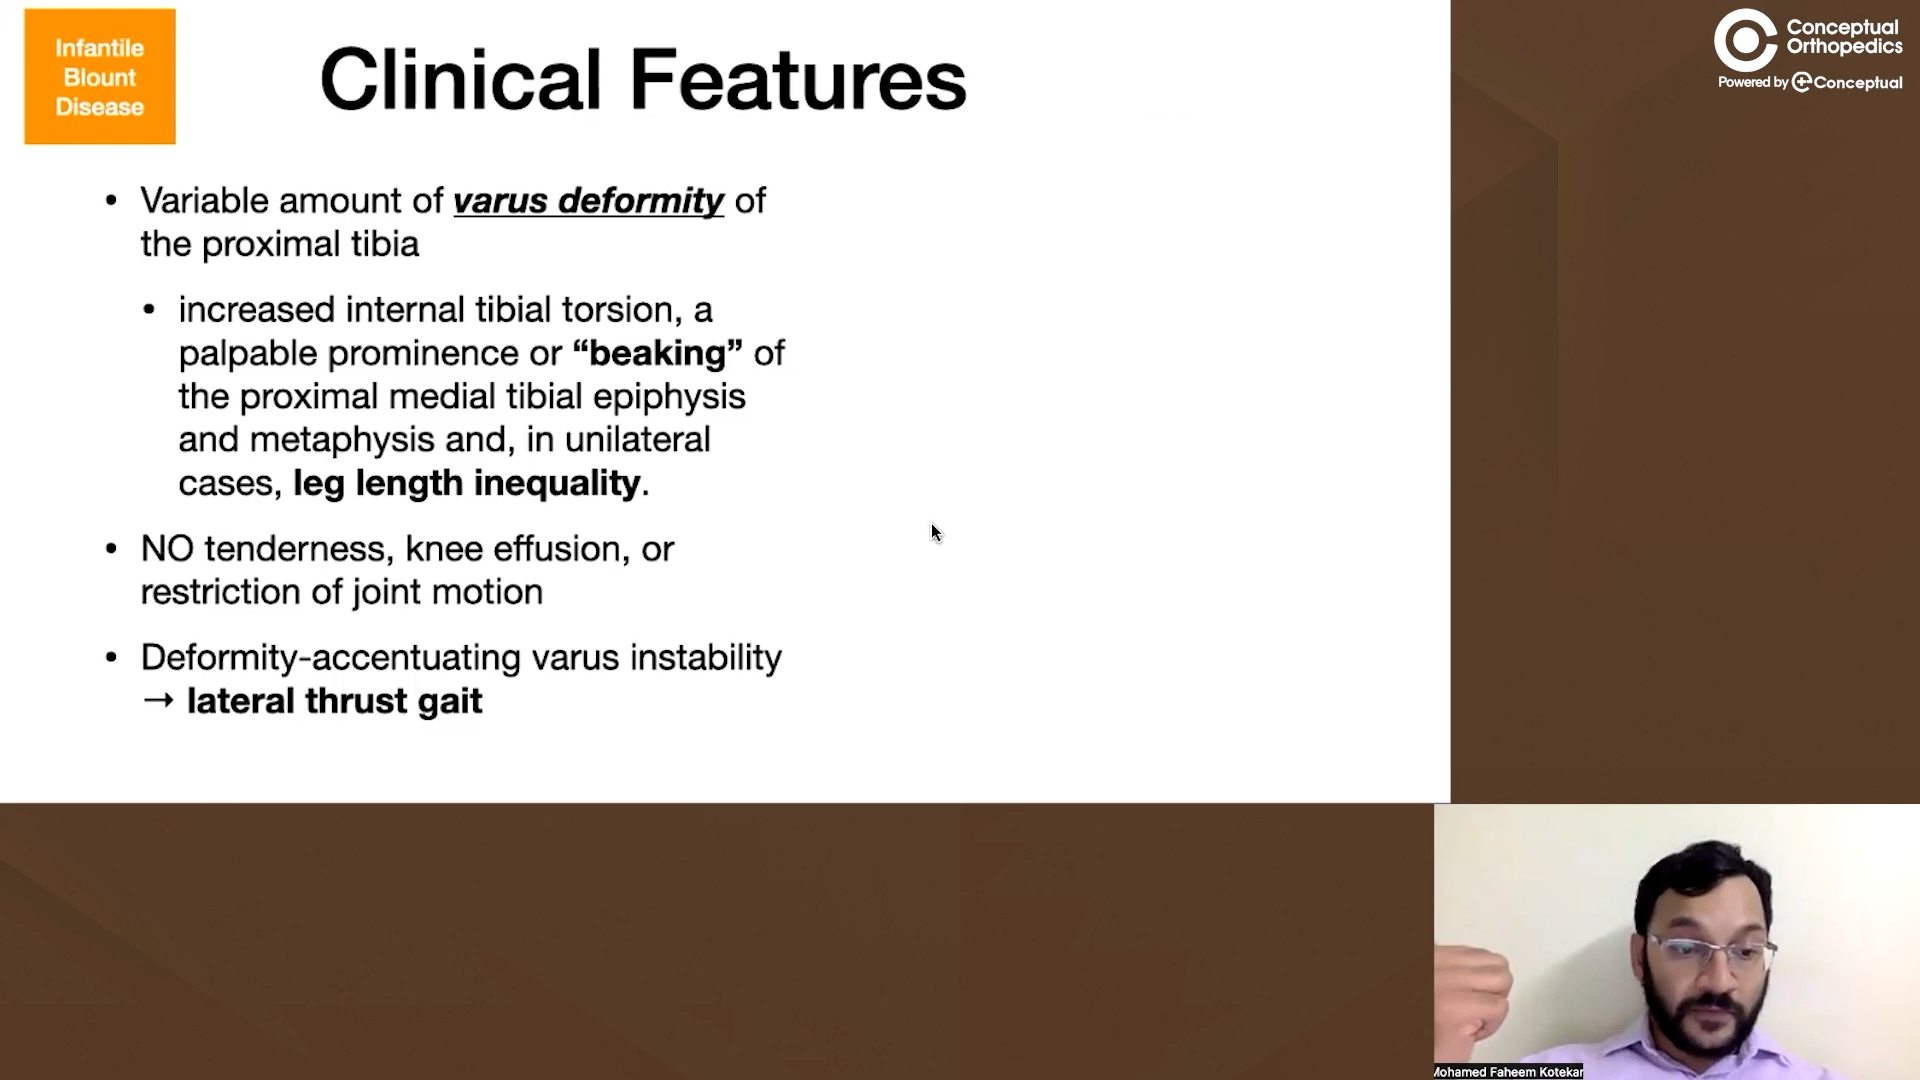 Infantile
Blount
Disease
Clinical Features
• Variable amount of varus deformity of
the proximal tibia
• increased internal tibial torsion, a
palpable prominence or “beaking” of
the proximal medial tibial epiphysis
and metaphysis and, in unilateral
cases, leg length inequality.
• NO tenderness, knee effusion, or
restriction of joint motion
• Deformity-accentuating varus instability
→ lateral thrust gait
Conceptual
Orthopedics
Powered by Conceptual
Mohamed Faheem Kotekar